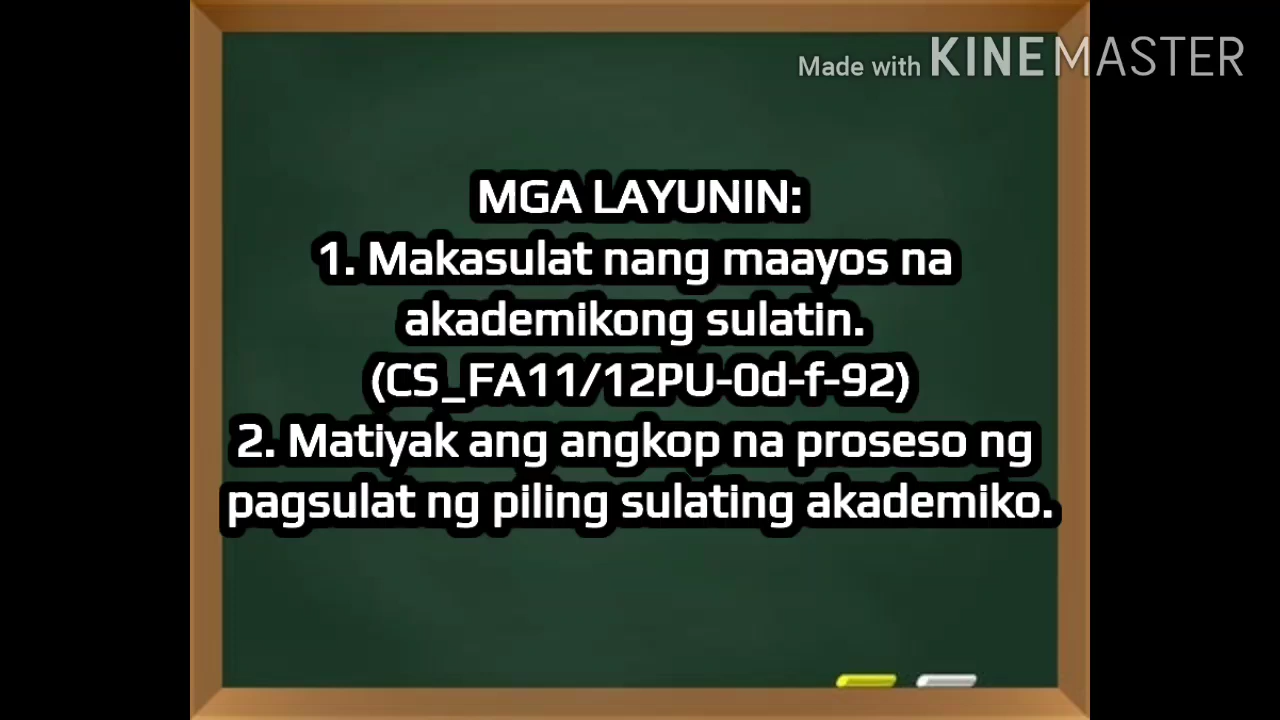 Made with KINEMASTER
MGA LAYUNIN:
1. Makasulat nang maayos na
akademikong sulatin.
(CS_FA11/12PU-0d-f-92)
2. Matiyak ang angkop na proseso ng
pagsulat ng piling sulating akademiko.